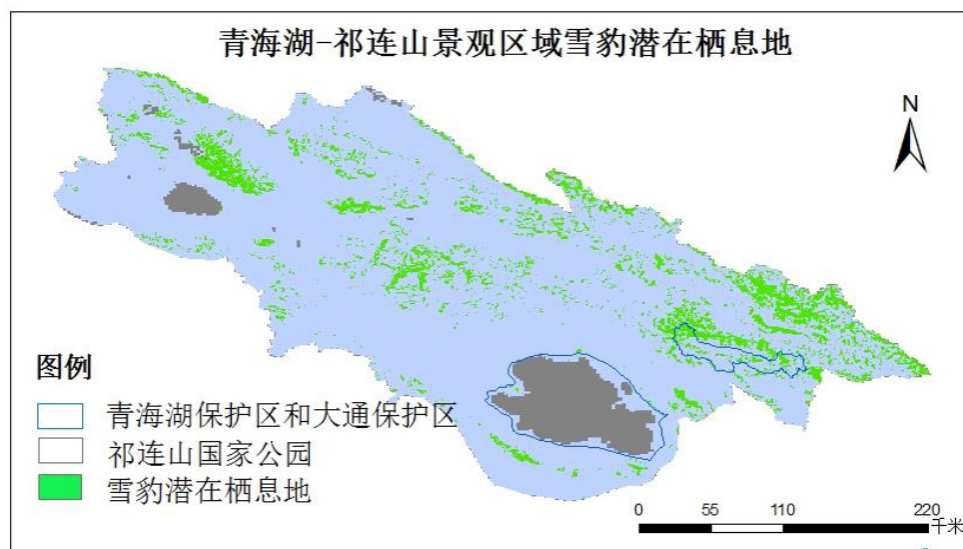 青海湖-祁连山景观区域雪豹潜在栖息地
N
图例
青海湖保护区和大通保护区
祁连山国家公园
雪豹潜在栖息地
0 55 110 220
千米